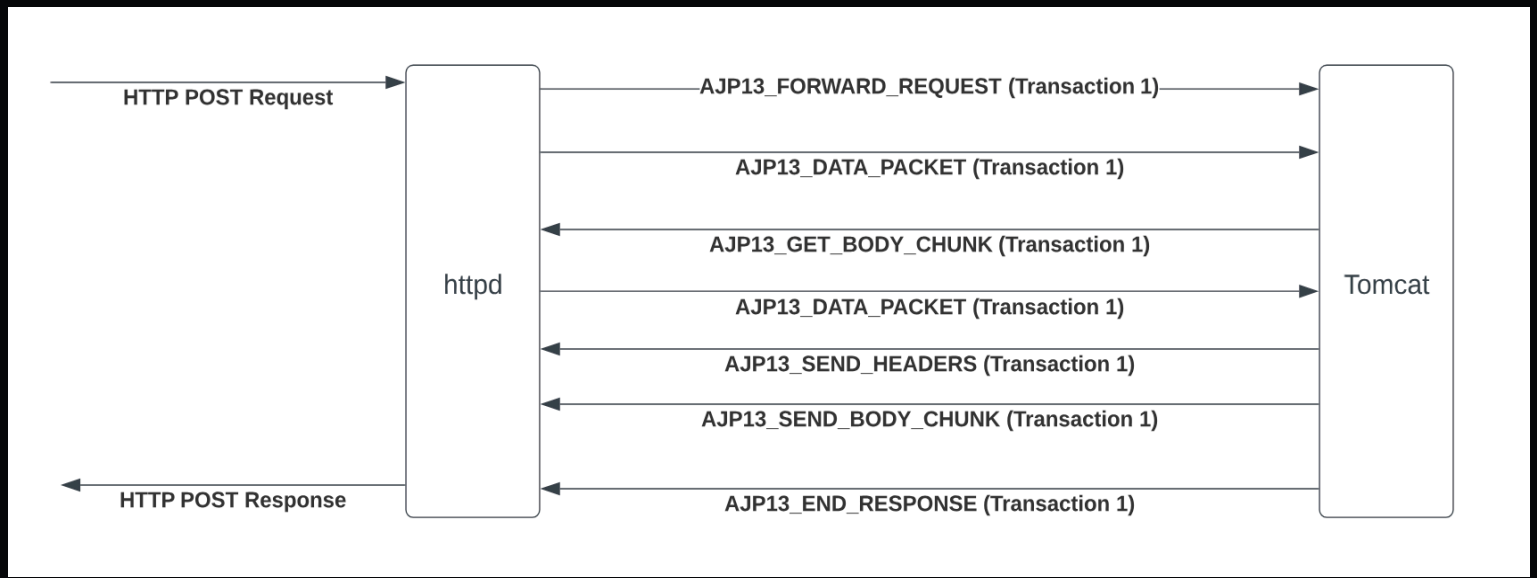 HTTP POST Request
AJP13_FORWARD_REQUEST (Transaction 1)
AJP13_DATA_PACKET (Transaction 1)
AJP13_GET_BODY_CHUNK (Transaction 1)
httpd
Tomcat
AJP13_DATA_PACKET (Transaction 1)
AJP13_SEND_HEADERS (Transaction 1)
AJP13_SEND_BODY_CHUNK (Transaction 1)
HTTP POST Response
AJP13_END_RESPONSE (Transaction 1)